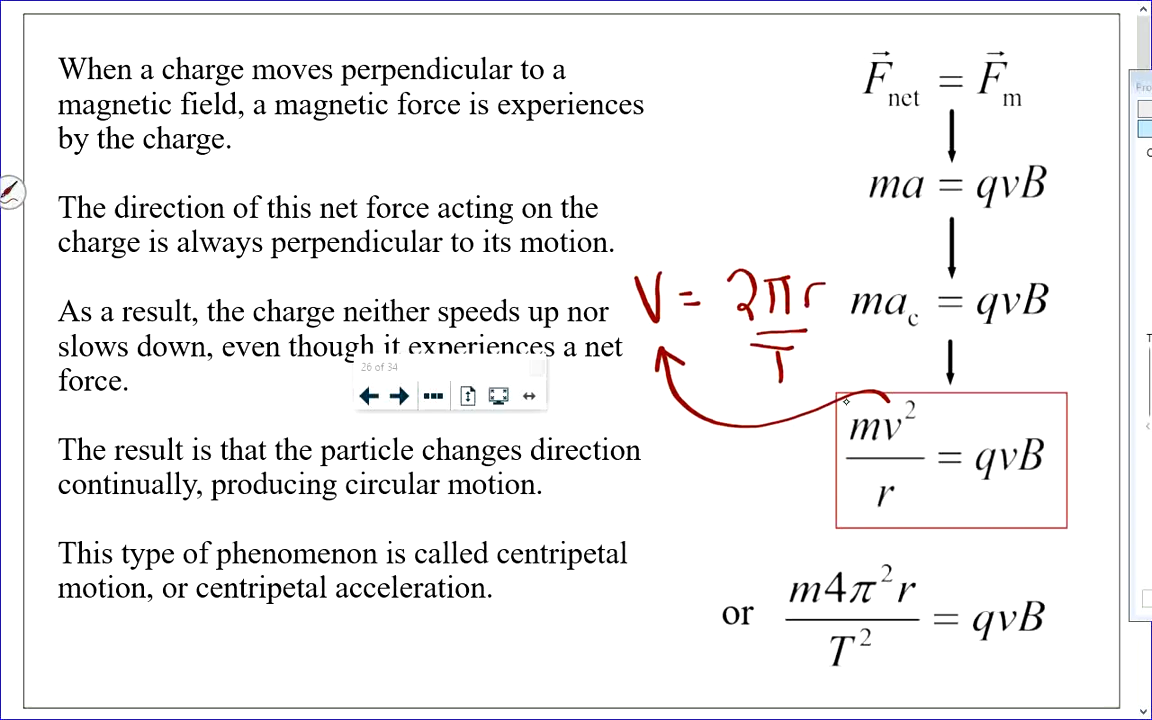 When a charge moves perpendicular to a
magnetic field, a magnetic force is experiences
by the charge.
The direction of this net force acting on the
charge is always perpendicular to its motion.
As a result, the charge neither speeds up nor
slows down, even though it experiences a net
force.
26 of 34
The result is that the particle changes direction
continually, producing circular motion.
This type of phenomenon is called centripetal
motion, or centripetal acceleration.
F⃗net = F⃗m
ma = qvB
mac = qvB
V = 2πr/T
mv²/r = qvB
or m4π²r/T² = qvB